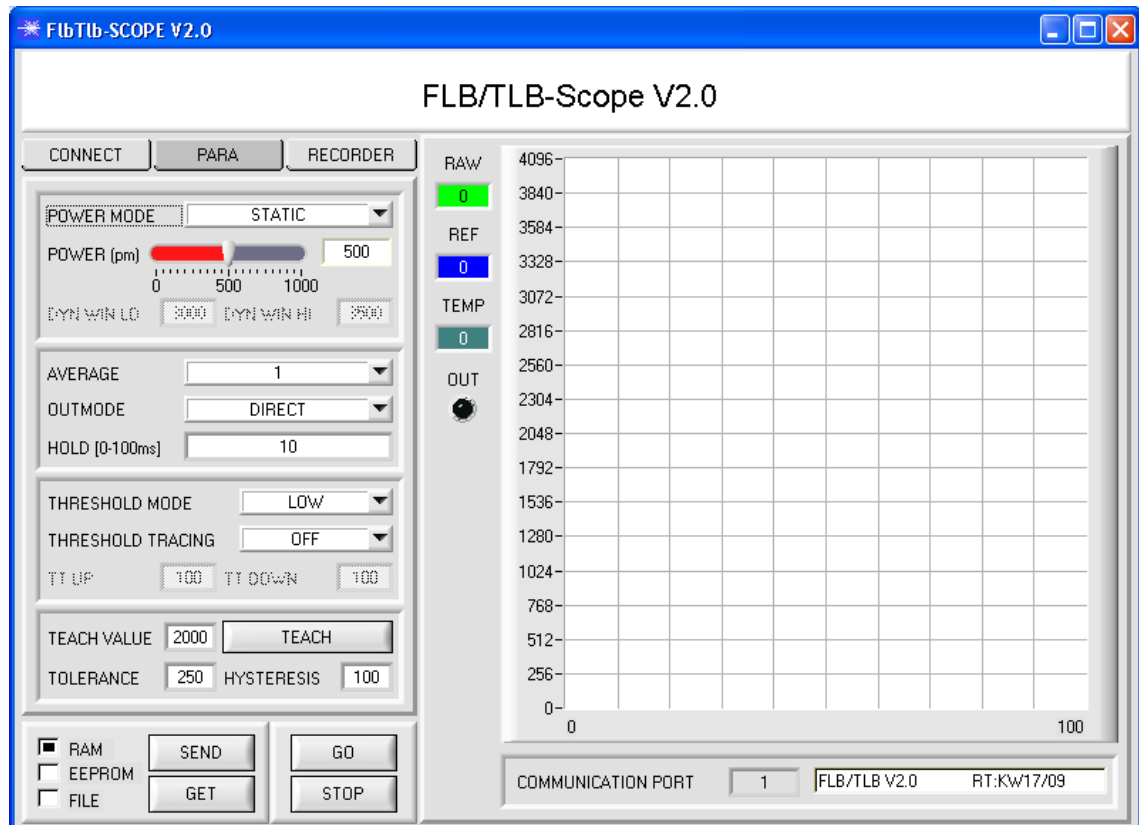 FlbTlb-SCOPE V2.0
FLB/TLB-Scope V2.0
CONNECT PARA RECORDER
POWER MODE STATIC
POWER (pm) 500
0 500 1000
DYN WIN LO 3000 DYN WIN HI 3500
AVERAGE 1
OUTMODE DIRECT
HOLD [0-100ms] 10
THRESHOLD MODE LOW
THRESHOLD TRACING OFF
TT UP 100 TT DOWN 100
TEACH VALUE 2000 TEACH
TOLERANCE 250 HYSTERESIS 100
RAM
EEPROM
FILE
SEND GO
GET STOP
RAW
0
REF
0
TEMP
0
OUT
4096
3840
3584
3328
3072
2816
2560
2304
2048
1792
1536
1280
1024
768
512
256
0
0 100
COMMUNICATION PORT 1 FLB/TLB V2.0 RT:KW17/09